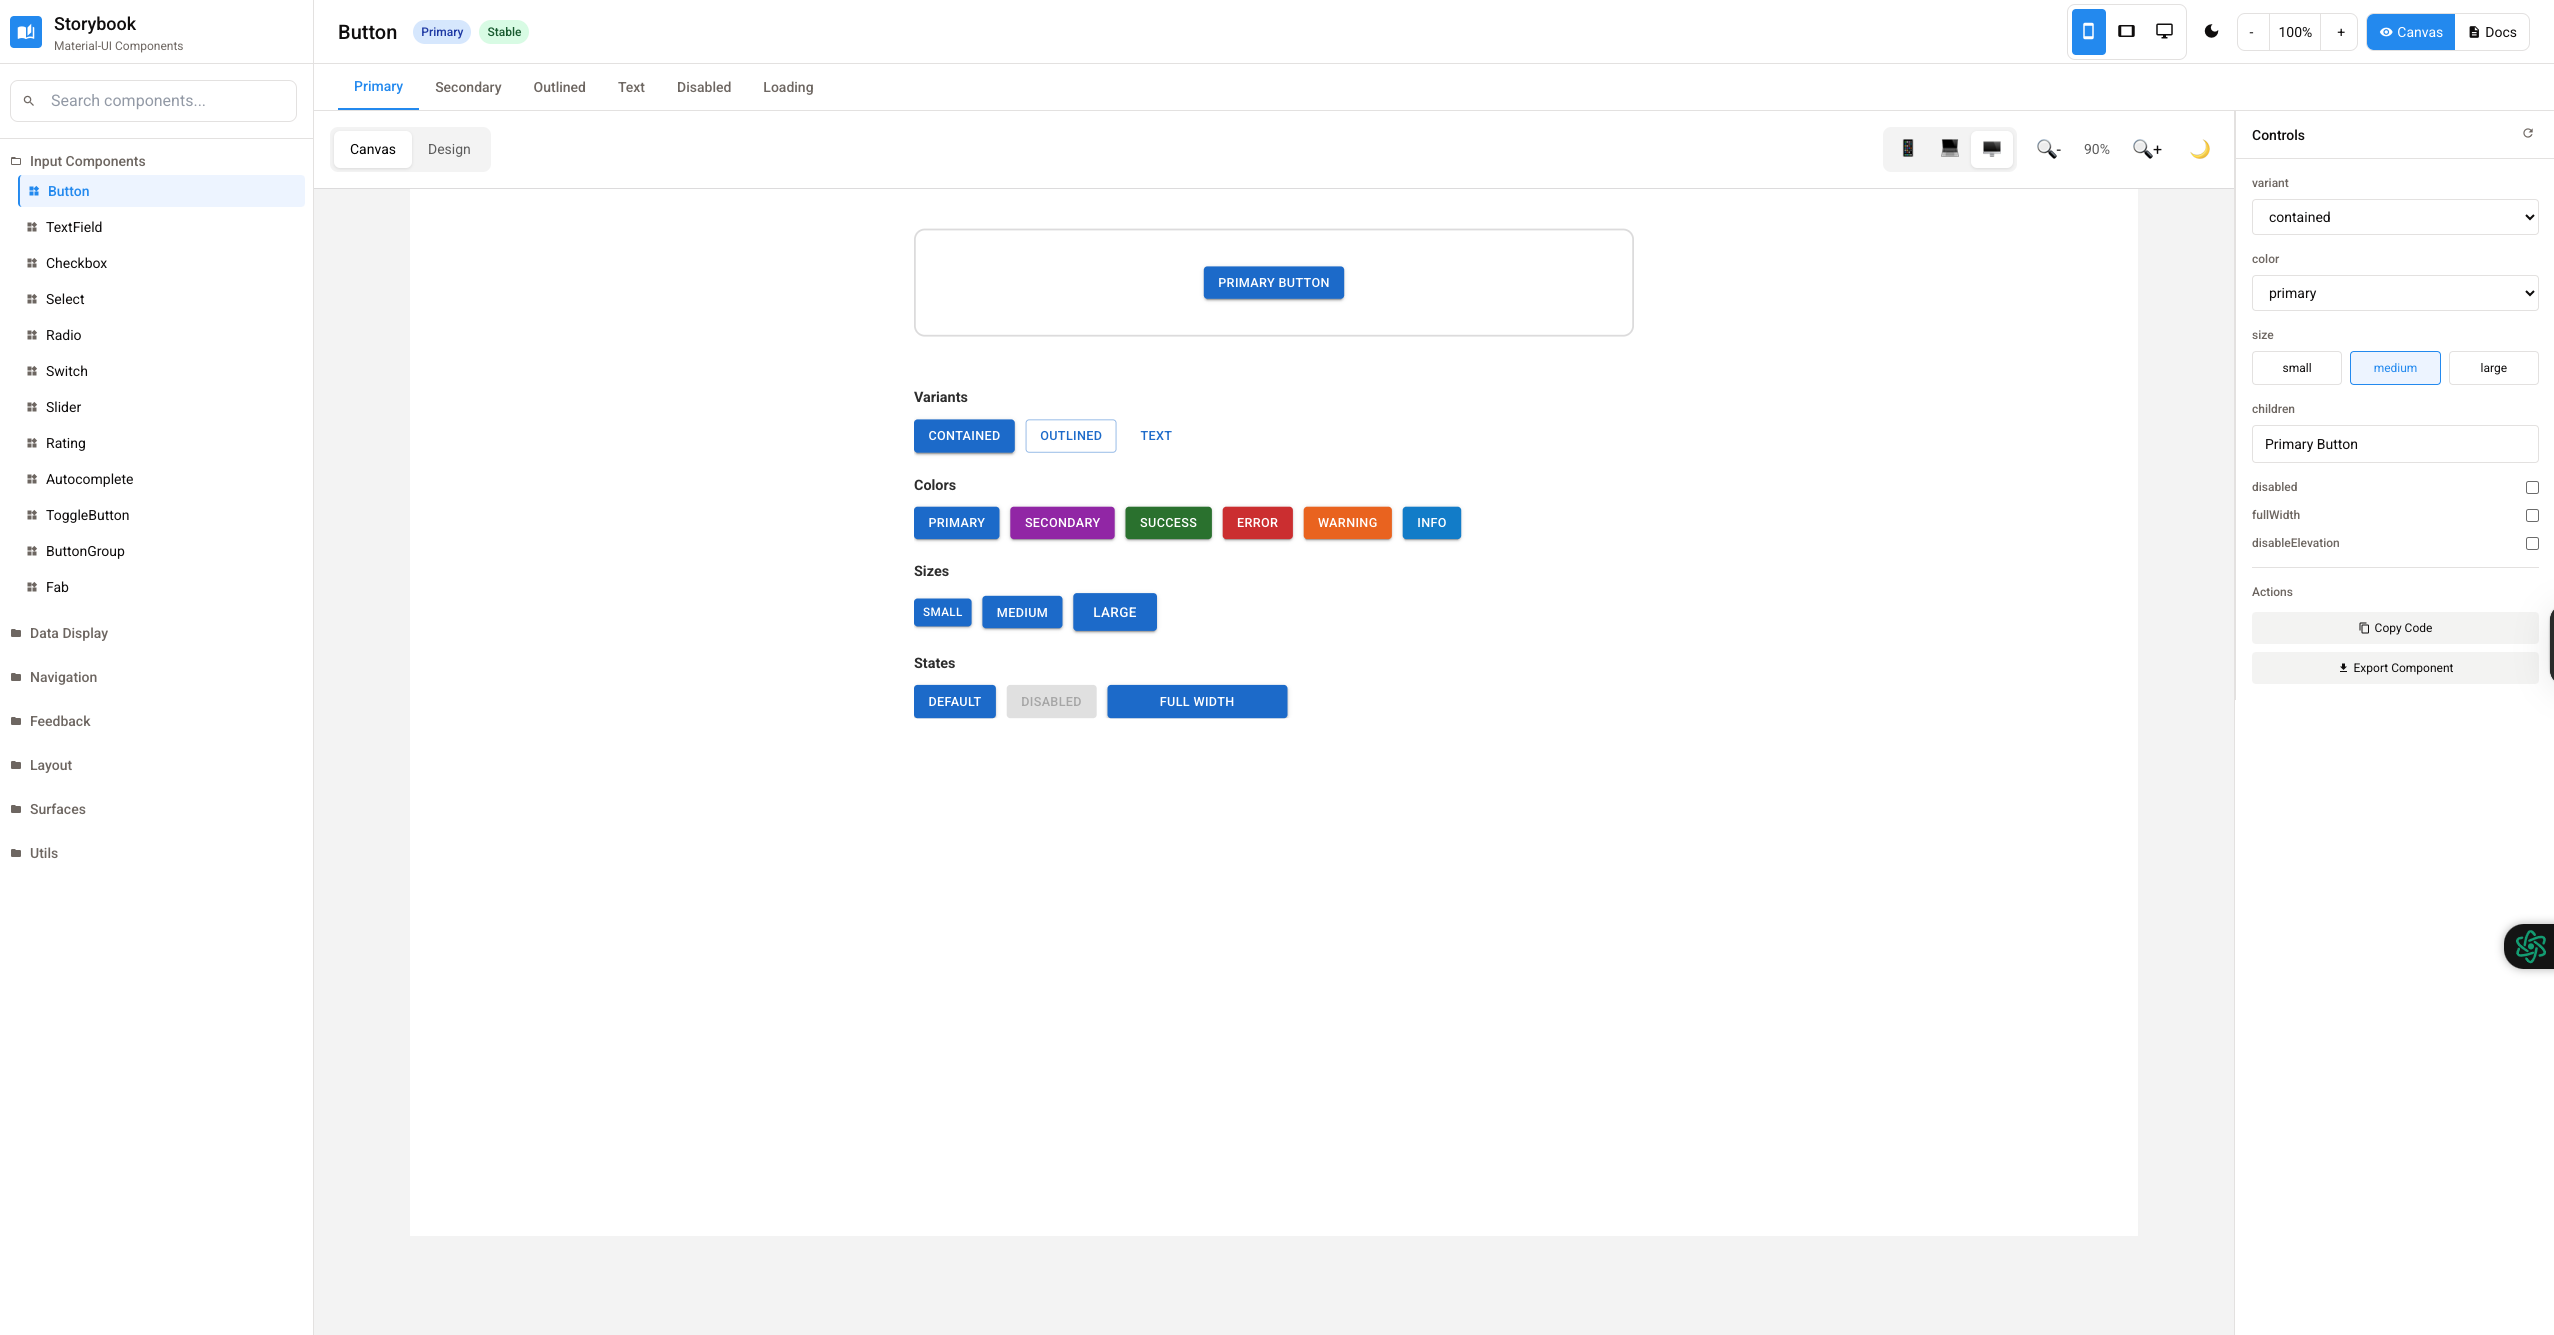 Storybook
Material-UI Components
Search components...
Input Components
Button
TextField
Checkbox
Select
Radio
Switch
Slider
Rating
Autocomplete
ToggleButton
ButtonGroup
Fab
Data Display
Navigation
Feedback
Layout
Surfaces
Utils
Button Primary Stable
- 100% + Canvas Docs
Primary Secondary Outlined Text Disabled Loading
Canvas Design
- 90% +
PRIMARY BUTTON
Variants
CONTAINED OUTLINED TEXT
Colors
PRIMARY SECONDARY SUCCESS ERROR WARNING INFO
Sizes
SMALL MEDIUM LARGE
States
DEFAULT DISABLED FULL WIDTH
Controls
variant
contained
color
primary
size
small medium large
children
Primary Button
disabled
fullWidth
disableElevation
Actions
Copy Code
Export Component